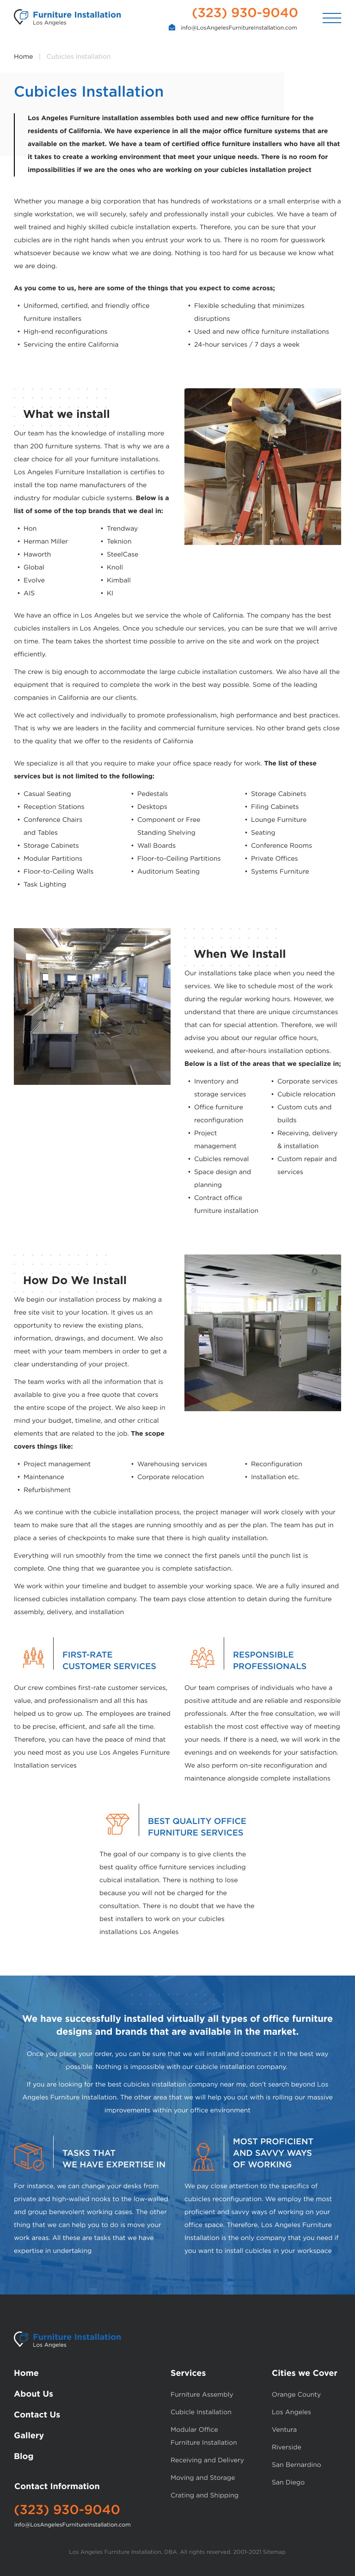 Furniture Installation
Los Angeles
(323) 930-9040
info@LosAngelesFurnitureInstallation.com
Home | Cubicles Installation
Cubicles Installation
Los Angeles Furniture installation assembles both used and new office furniture for the
residents of California. We have experience in all the major office furniture systems that are
available on the market. We have a team of certified office furniture installers who have all that
it takes to create a working environment that meet your unique needs. There is no room for
impossibilities if we are the ones who are working on your cubicles installation project
Whether you manage a big corporation that has hundreds of workstations or a small enterprise with a
single workstation, we will securely, safely and professionally install your cubicles. We have a team of
well trained and highly skilled cubicle installation experts. Therefore, you can be sure that your
cubicles are in the right hands when you entrust your work to us. There is no room for guesswork
whatsoever because we know what we are doing. Nothing is too hard for us because we know what
we are doing.
As you come to us, here are some of the things that you expect to come across;
• Uniformed, certified, and friendly office
furniture installers
• High-end reconfigurations
• Servicing the entire California
• Flexible scheduling that minimizes
disruptions
• Used and new office furniture installations
• 24-hour services / 7 days a week
What we install
Our team has the knowledge of installing more
than 200 furniture systems. That is why we are a
clear choice for all your furniture installations.
Los Angeles Furniture Installation is certifies to
install the top name manufacturers of the
industry for modular cubicle systems. Below is a
list of some of the top brands that we deal in:
• Hon
• Herman Miller
• Haworth
• Global
• Evolve
• AIS
• Trendway
• Teknion
• SteelCase
• Knoll
• Kimball
• KI
We have an office in Los Angeles but we service the whole of California. The company has the best
cubicles installers in Los Angeles. Once you schedule our services, you can be sure that we will arrive
on time. The team takes the shortest time possible to arrive on the site and work on the project
efficiently.
The crew is big enough to accommodate the large cubicle installation customers. We also have all the
equipment that is required to complete the work in the best way possible. Some of the leading
companies in California are our clients.
We act collectively and individually to promote professionalism, high performance and best practices.
That is why we are leaders in the facility and commercial furniture services. No other brand gets close
to the quality that we offer to the residents of California
We specialize is all that you require to make your office space ready for work. The list of these
services but is not limited to the following:
• Casual Seating
• Reception Stations
• Conference Chairs
and Tables
• Storage Cabinets
• Modular Partitions
• Floor-to-Ceiling Walls
• Task Lighting
• Pedestals
• Desktops
• Component or Free
Standing Shelving
• Wall Boards
• Floor-to-Ceiling Partitions
• Auditorium Seating
• Storage Cabinets
• Filing Cabinets
• Lounge Furniture
• Seating
• Conference Rooms
• Private Offices
• Systems Furniture
When We Install
Our installations take place when you need the
services. We like to schedule most of the work
during the regular working hours. However, we
understand that there are unique circumstances
that can for special attention. Therefore, we will
advise you about our regular office hours,
weekend, and after-hours installation options.
Below is a list of the areas that we specialize in;
• Inventory and
storage services
• Office furniture
reconfiguration
• Project
management
• Cubicles removal
• Space design and
planning
• Contract office
furniture installation
• Corporate services
• Cubicle relocation
• Custom cuts and
builds
• Receiving, delivery
& installation
• Custom repair and
services
How Do We Install
We begin our installation process by making a
free site visit to your location. It gives us an
opportunity to review the existing plans,
information, drawings, and document. We also
meet with your team members in order to get a
clear understanding of your project.
The team works with all the information that is
available to give you a free quote that covers
the entire scope of the project. We also keep in
mind your budget, timeline, and other critical
elements that are related to the job. The scope
covers things like:
• Project management
• Maintenance
• Refurbishment
• Warehousing services
• Corporate relocation
• Reconfiguration
• Installation etc.
As we continue with the cubicle installation process, the project manager will work closely with your
team to make sure that all the stages are running smoothly and as per the plan. The team has put in
place a series of checkpoints to make sure that there is high quality installation.
Everything will run smoothly from the time we connect the first panels until the punch list is
complete. One thing that we guarantee you is complete satisfaction.
We work within your timeline and budget to assemble your working space. We are a fully insured and
licensed cubicles installation company. The team pays close attention to detain during the furniture
assembly, delivery, and installation
FIRST-RATE
CUSTOMER SERVICES
Our crew combines first-rate customer services,
value, and professionalism and all this has
helped us to grow up. The employees are trained
to be precise, efficient, and safe all the time.
Therefore, you can have the peace of mind that
you need most as you use Los Angeles Furniture
Installation services
RESPONSIBLE
PROFESSIONALS
Our team comprises of individuals who have a
positive attitude and are reliable and responsible
professionals. After the free consultation, we will
establish the most cost effective way of meeting
your needs. If there is a need, we will work in the
evenings and on weekends for your satisfaction.
We also perform on-site reconfiguration and
maintenance alongside complete installations
BEST QUALITY OFFICE
FURNITURE SERVICES
The goal of our company is to give clients the
best quality office furniture services including
cubical installation. There is nothing to lose
because you will not be charged for the
consultation. There is no doubt that we have the
best installers to work on your cubicles
installations Los Angeles
We have successfully installed virtually all types of office furniture
designs and brands that are available in the market.
Once you place your order, you can be sure that we will install and construct it in the best way
possible. Nothing is impossible with our cubicle installation company.
If you are looking for the best cubicles installation company near me, don't search beyond Los
Angeles Furniture Installation. The other area that we will help you out with is rolling our massive
improvements within your office environment
TASKS THAT
WE HAVE EXPERTISE IN
For instance, we can change your desks from
private and high-walled nooks to the low-walled
and group benevolent working cases. The other
thing that we can help you to do is move your
work areas. All these are tasks that we have
expertise in undertaking
MOST PROFICIENT
AND SAVVY WAYS
OF WORKING
We pay close attention to the specifics of
cubicles reconfiguration. We employ the most
proficient and savvy ways of working on your
office space. Therefore, Los Angeles Furniture
Installation is the only company that you need if
you want to install cubicles in your workspace
Furniture Installation
Los Angeles
Home
About Us
Contact Us
Gallery
Blog
Services
Furniture Assembly
Cubicle Installation
Modular Office
Furniture Installation
Receiving and Delivery
Moving and Storage
Crating and Shipping
Cities we Cover
Orange County
Los Angeles
Ventura
Riverside
San Bernardino
San Diego
Contact Information
(323) 930-9040
info@LosAngelesFurnitureInstallation.com
Los Angeles Furniture Installation, DBA. All rights reserved. 2001-2021 Sitemap.